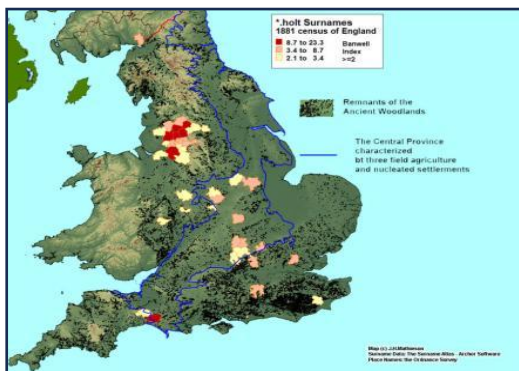 *.holt Surnames
1881 census of England
8.7 to 23.3 Banwell
3.4 to 8.7 Index
2.1 to 3.4 >=2
Remnants of the
Ancient Woodlands
The Central Province
characterized
bt three field agriculture
and nucleated settlerments
Map (c) J.H.Matheson
Surname Data: The Surname Atlas - Archer Software
Place Names: the Ordnance Survey